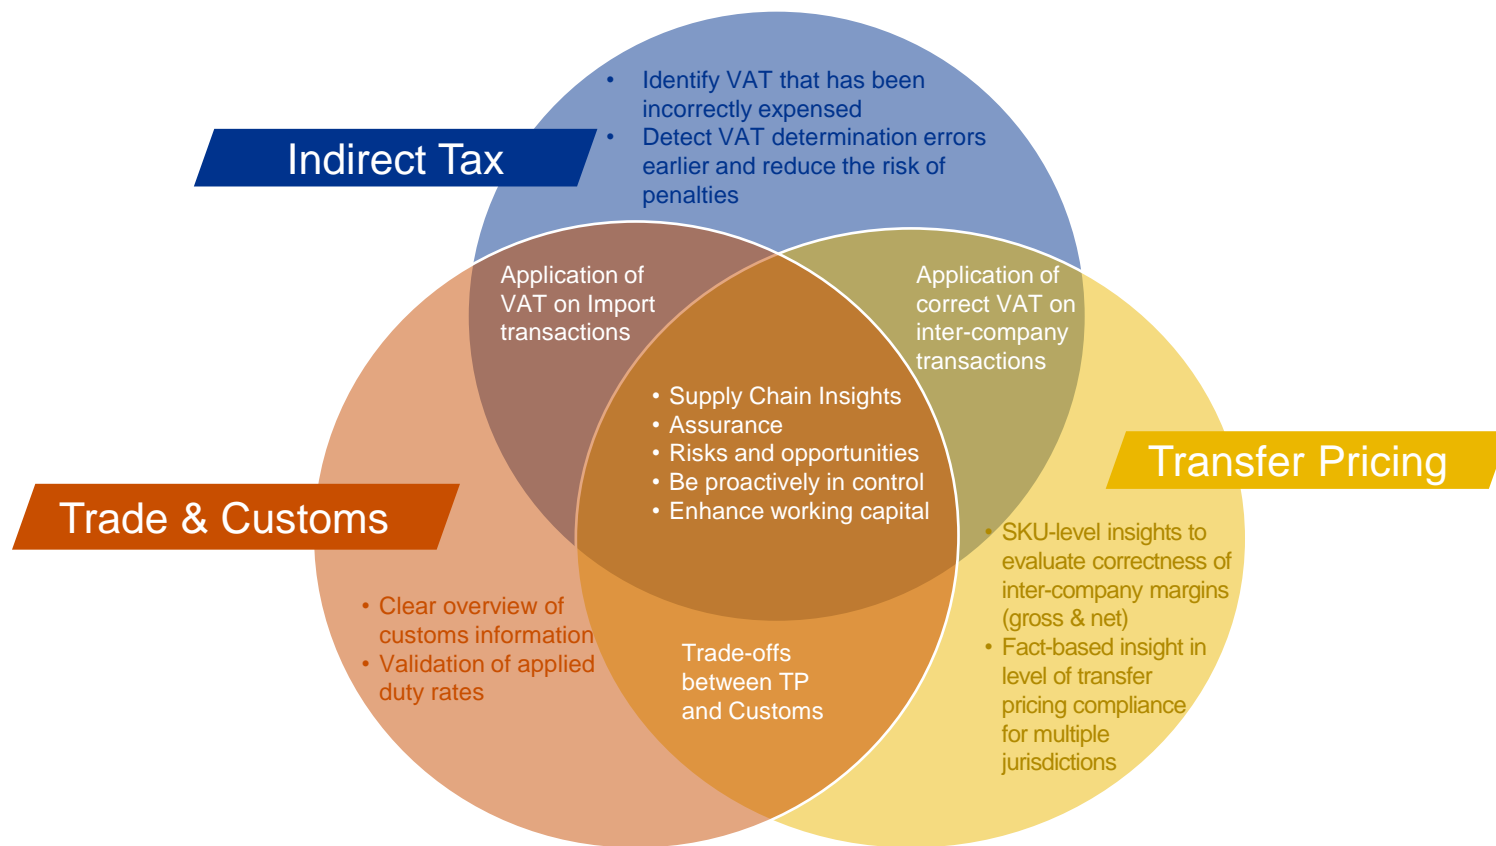 • Identify VAT that has been
incorrectly expensed
• Detect VAT determination errors
earlier and reduce the risk of
penalties
Indirect Tax
Application of
VAT on Import
transactions
Application of
correct VAT on
inter-company
transactions
• Supply Chain Insights
• Assurance
• Risks and opportunities
• Be proactively in control
• Enhance working capital
Transfer Pricing
Trade & Customs
• SKU-level insights to
evaluate correctness of
inter-company margins
(gross & net)
• Fact-based insight in
level of transfer
pricing compliance
for multiple
jurisdictions
• Clear overview of
customs information
• Validation of applied
duty rates
Trade-offs
between TP
and Customs